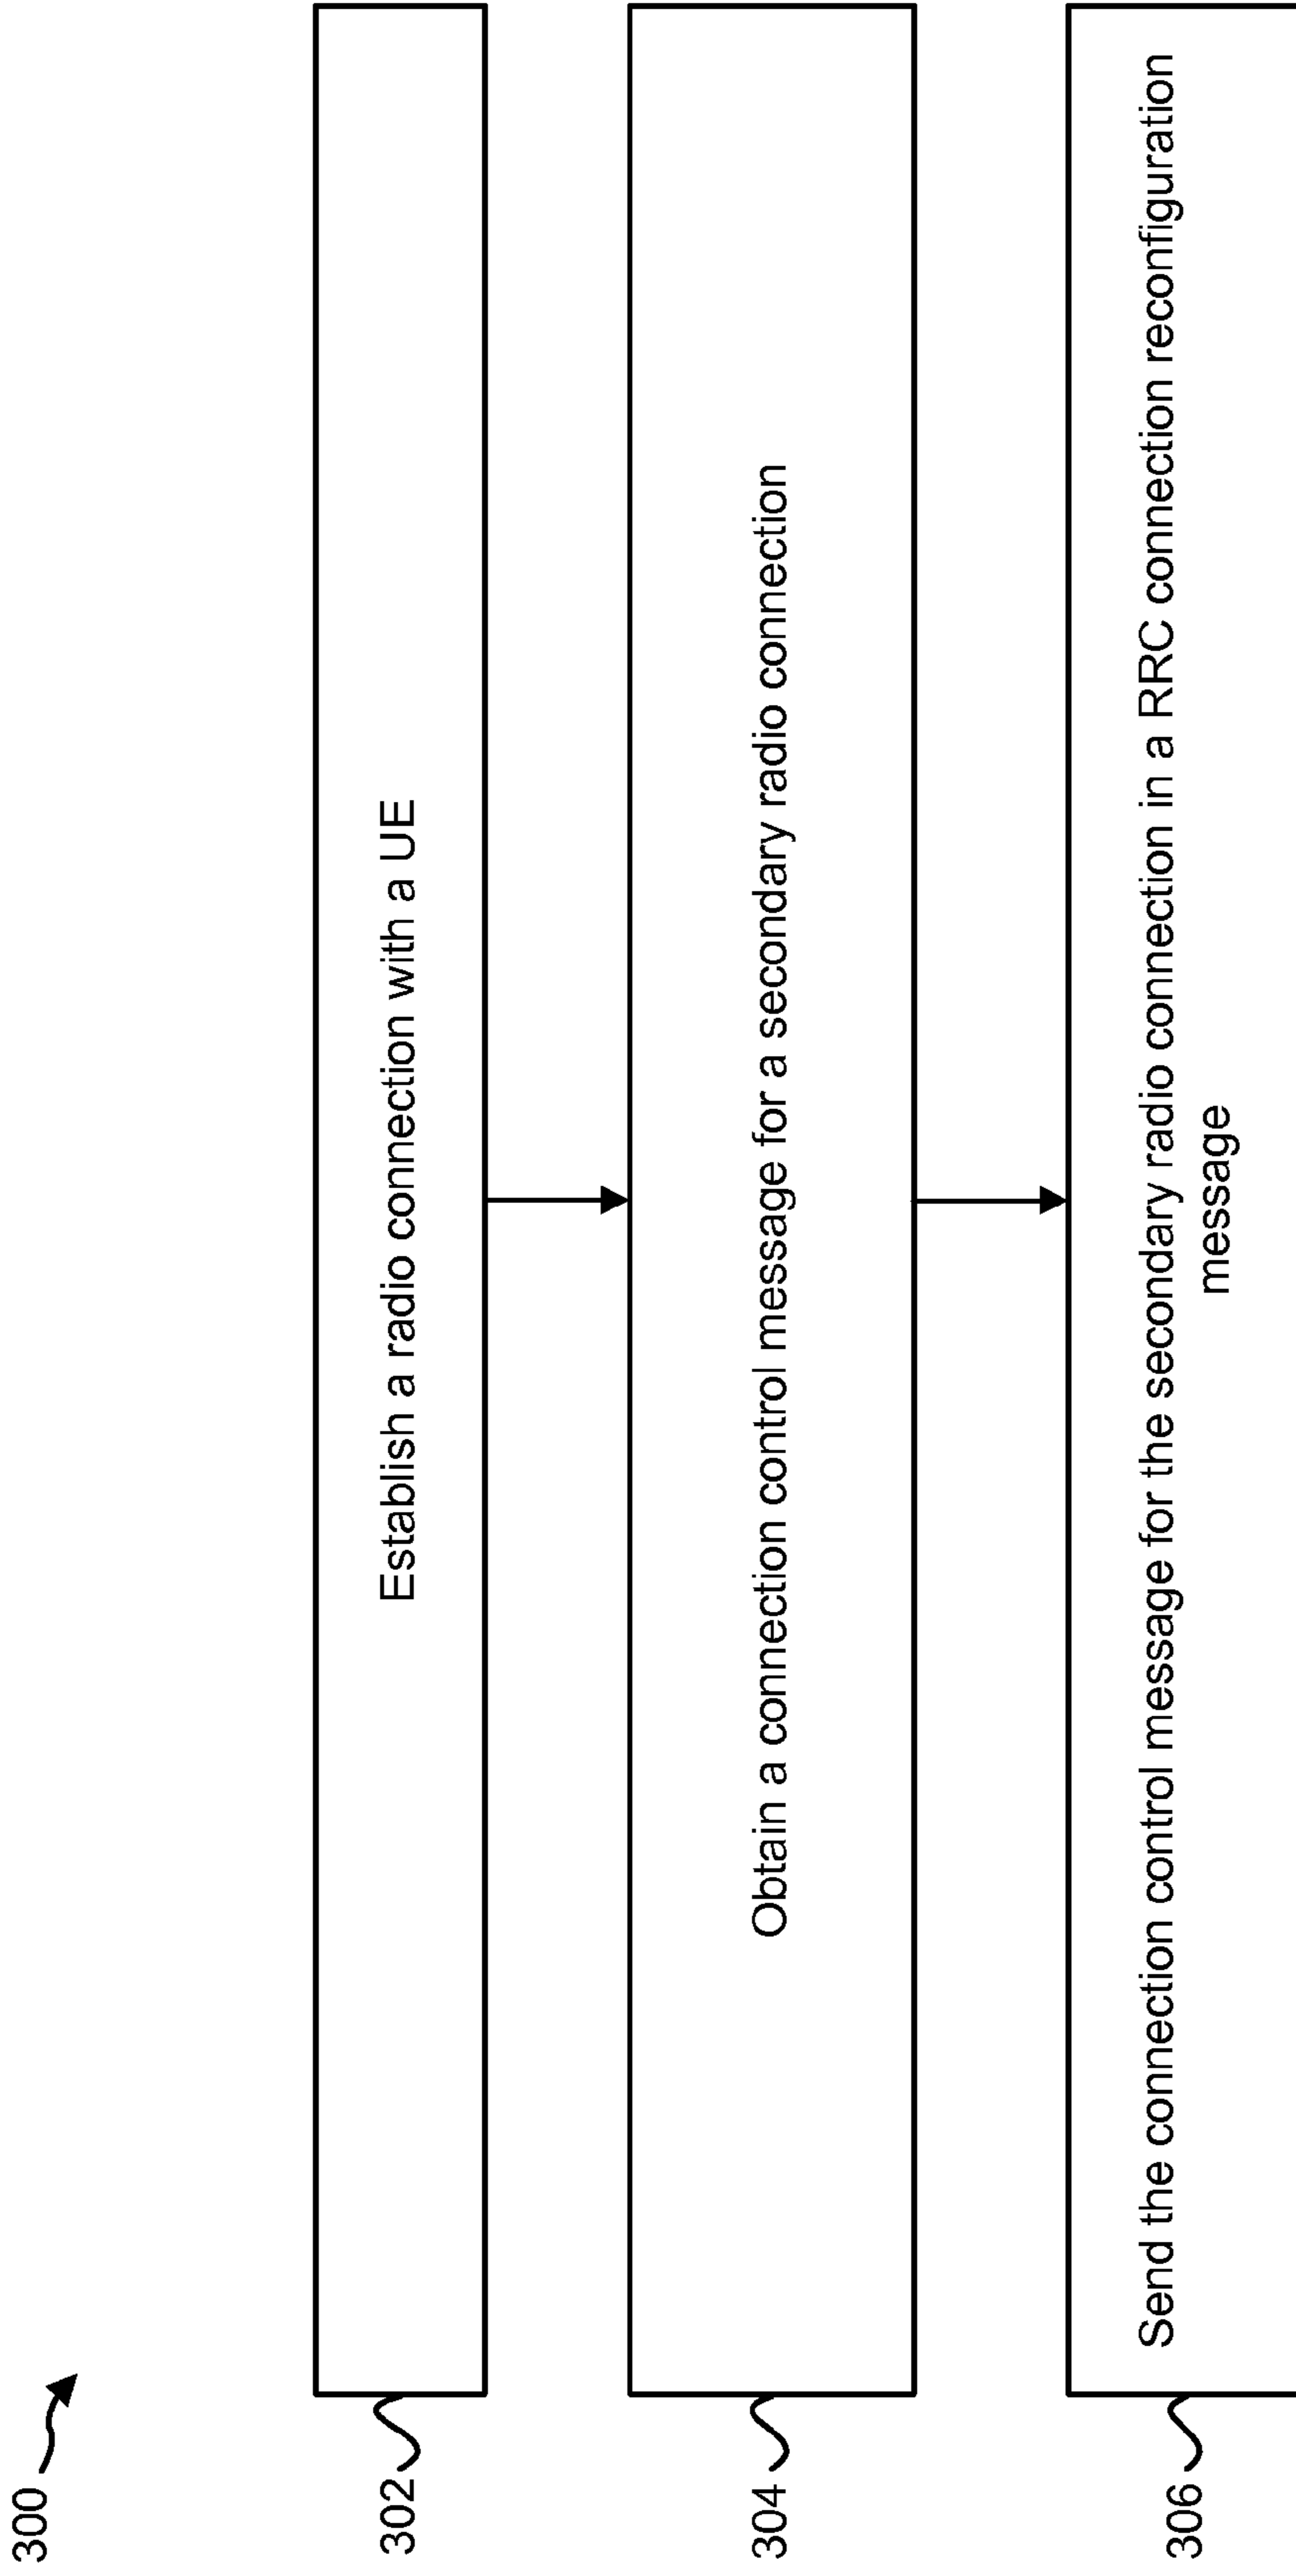 300
302
Establish a radio connection with a UE
304
Obtain a connection control message for a secondary radio connection
306
Send the connection control message for the secondary radio connection in a RRC connection reconfiguration
message